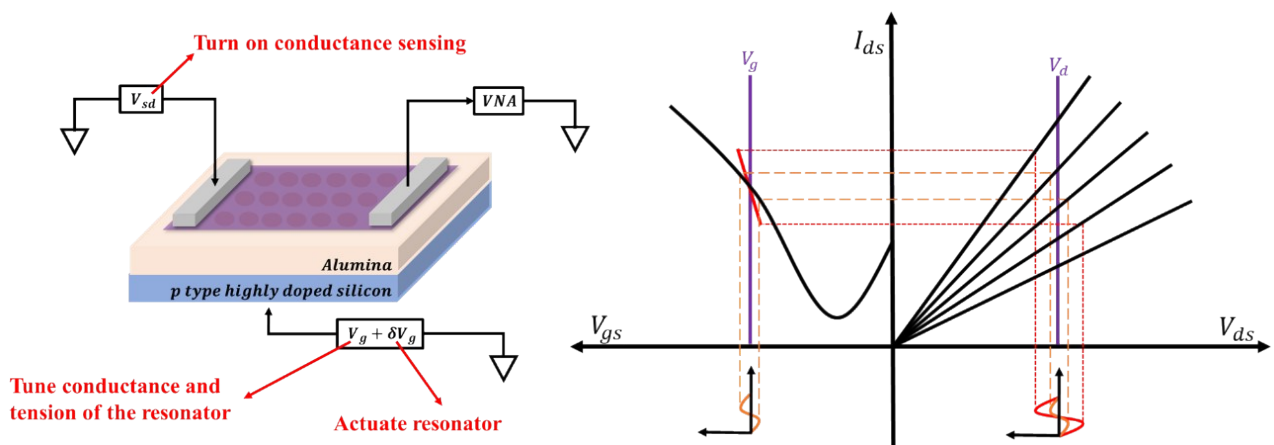 Turn on conductance sensing
V_sd
VNA
Alumina
p type highly doped silicon
V_g + δV_g
Tune conductance and
tension of the resonator
Actuate resonator
I_ds
V_g
V_d
V_gs
V_ds